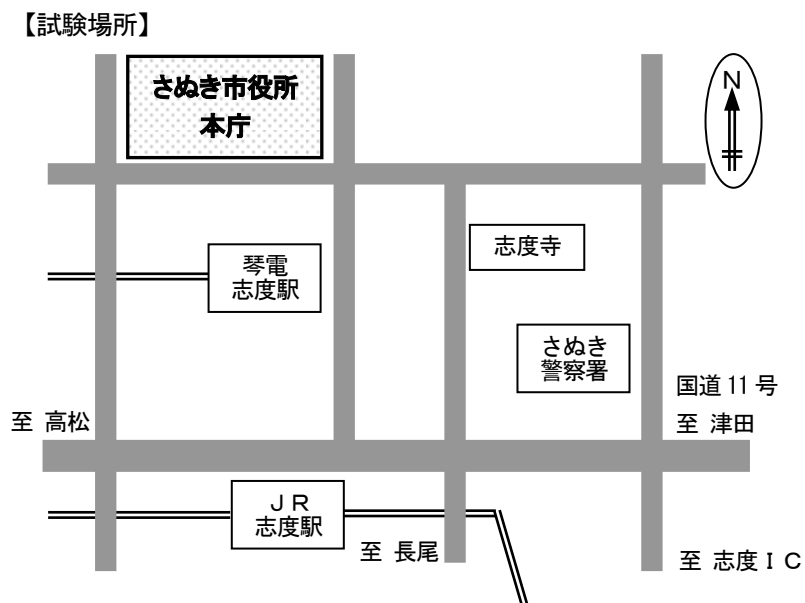 【試験場所】
さぬき市役所
本庁
N
志度寺
琴電
志度駅
さぬき
警察署
国道 11 号
至 高松
至 津田
ＪＲ
志度駅
至 長尾
至 志度ＩＣ